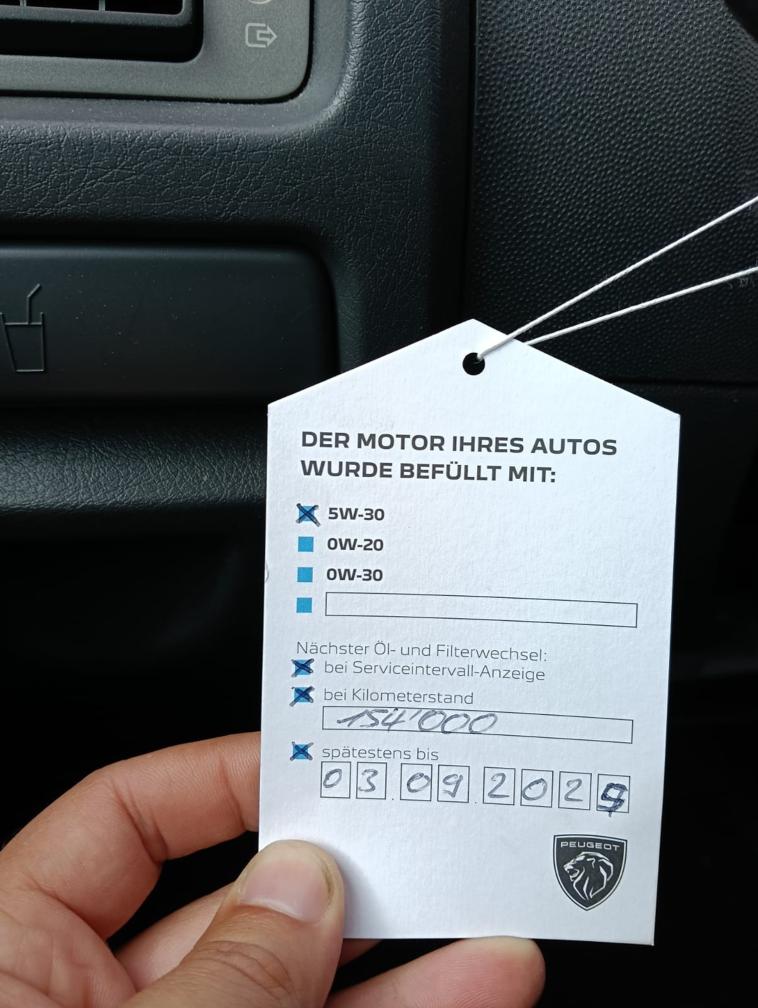 DER MOTOR IHRES AUTOS
WURDE BEFÜLLT MIT:
5W-30
0W-20
0W-30
Nächster Öl- und Filterwechsel:
bei Serviceintervall-Anzeige
bei Kilometerstand
154'000
spätestens bis
03.09.202
PEUGEOT